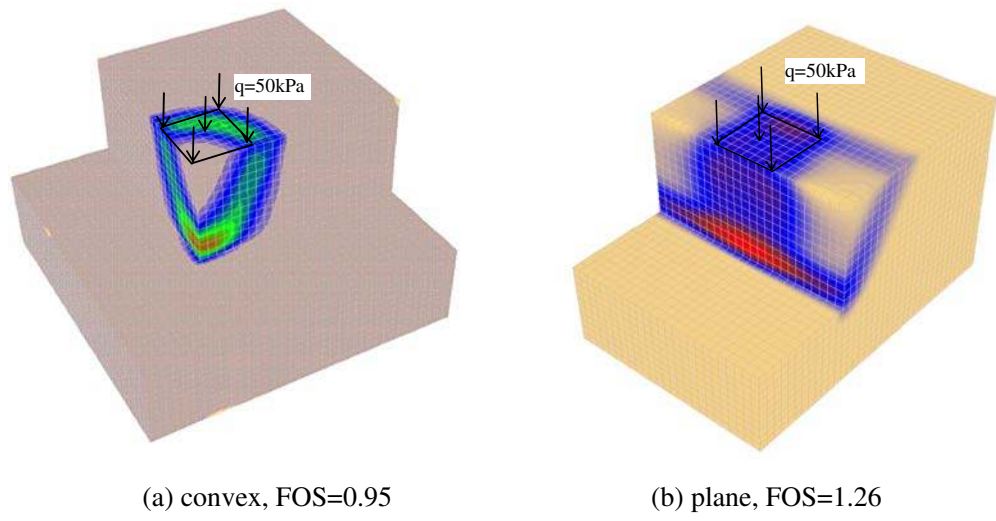 q=50kPa
q=50kPa
(a) convex, FOS=0.95
(b) plane, FOS=1.26